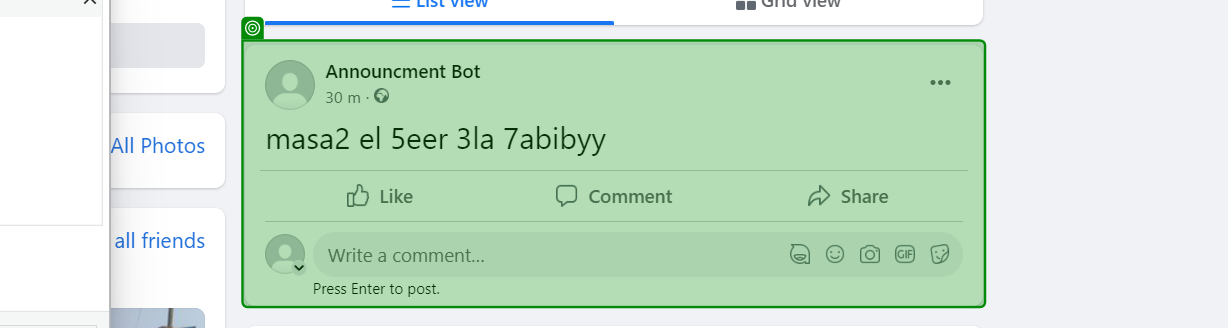 List view
Grid view
Announcment Bot
30 m ·
masa2 el 5eer 3la 7abibyy
Like
Comment
Share
Write a comment...
GIF
Press Enter to post.
All Photos
all friends